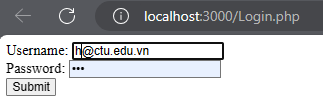 localhost:3000/Login.php
Username: h@ctu.edu.vn
Password: •••
Submit